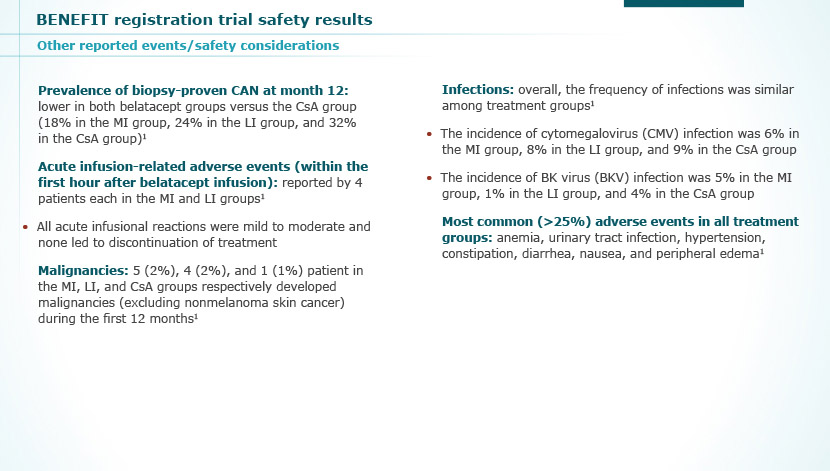 BENEFIT registration trial safety results
Other reported events/safety considerations
Prevalence of biopsy-proven CAN at month 12:
lower in both belatacept groups versus the CsA group
(18% in the MI group, 24% in the LI group, and 32%
in the CsA group)¹
Acute infusion-related adverse events (within the
first hour after belatacept infusion): reported by 4
patients each in the MI and LI groups¹
• All acute infusional reactions were mild to moderate and
none led to discontinuation of treatment
Malignancies: 5 (2%), 4 (2%), and 1 (1%) patient in
the MI, LI, and CsA groups respectively developed
malignancies (excluding nonmelanoma skin cancer)
during the first 12 months¹
Infections: overall, the frequency of infections was similar
among treatment groups¹
• The incidence of cytomegalovirus (CMV) infection was 6% in
the MI group, 8% in the LI group, and 9% in the CsA group
• The incidence of BK virus (BKV) infection was 5% in the MI
group, 1% in the LI group, and 4% in the CsA group
Most common (>25%) adverse events in all treatment
groups: anemia, urinary tract infection, hypertension,
constipation, diarrhea, nausea, and peripheral edema¹